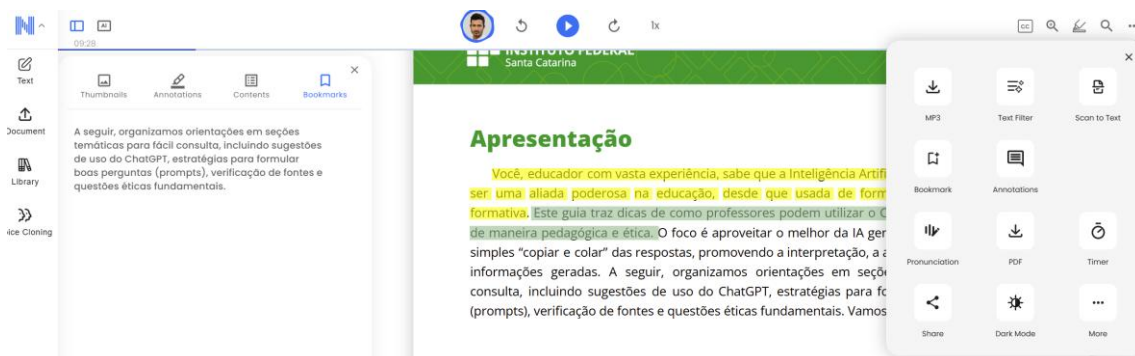 AI
1x
CC
09:28
Text
Document
Library
ice Cloning
Thumbnails
Annotations
Contents
Bookmarks
A seguir, organizamos orientações em seções
temáticas para fácil consulta, incluindo sugestões
de uso do ChatGPT, estratégias para formular
boas perguntas (prompts), verificação de fontes e
questões éticas fundamentais.
INSTITUTO FEDERAL
Santa Catarina
Apresentação
Você, educador com vasta experiência, sabe que a Inteligência Artifi
ser uma aliada poderosa na educação, desde que usada de form
formativa. Este guia traz dicas de como professores podem utilizar o C
de maneira pedagógica e ética. O foco é aproveitar o melhor da IA ger
simples “copiar e colar” das respostas, promovendo a interpretação, a a
informações geradas. A seguir, organizamos orientações em seçõe
consulta, incluindo sugestões de uso do ChatGPT, estratégias para fo
(prompts), verificação de fontes e questões éticas fundamentais. Vamos
MP3
Text Filter
Scan to Text
Bookmark
Annotations
Pronunciation
PDF
Timer
Share
Dark Mode
More